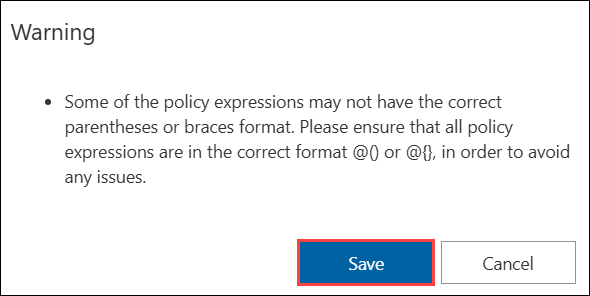 Warning
• Some of the policy expressions may not have the correct
parentheses or braces format. Please ensure that all policy
expressions are in the correct format @() or @{}, in order to avoid
any issues.
Save
Cancel